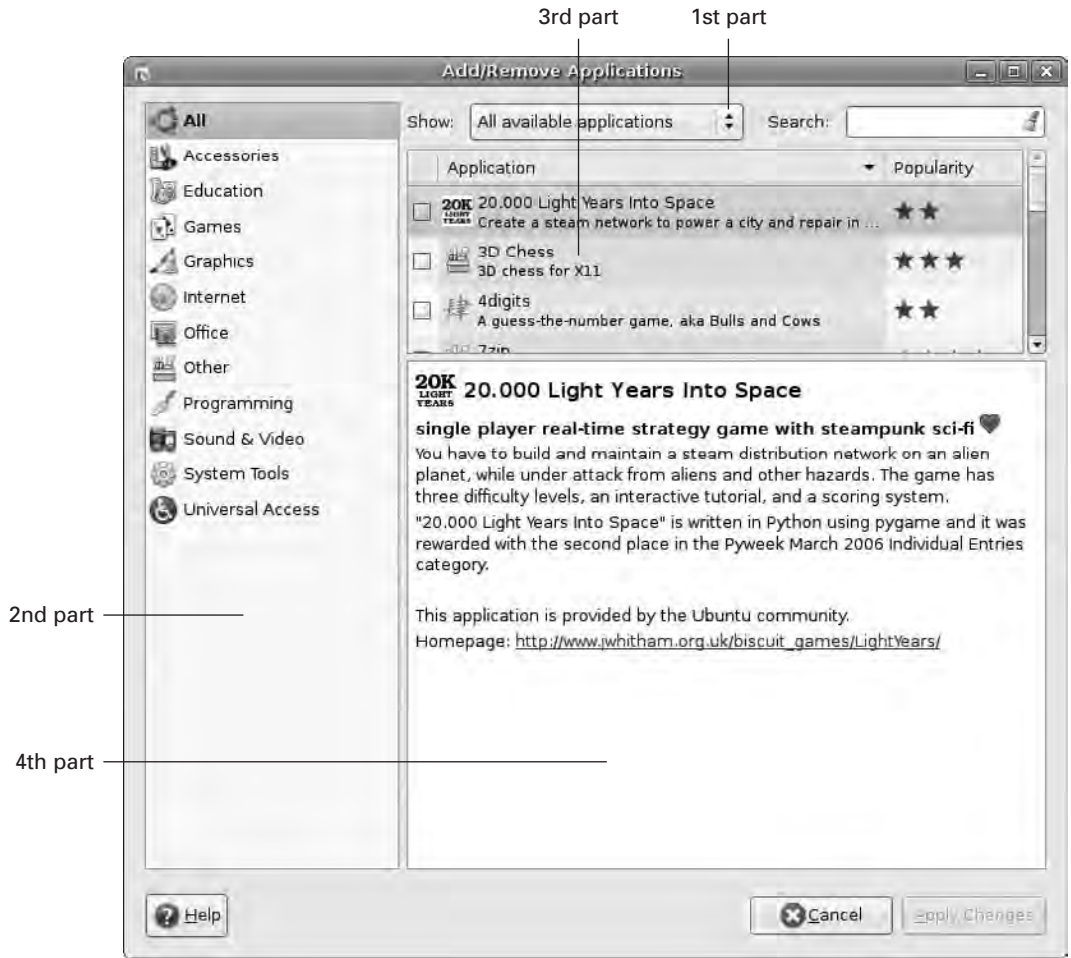 3rd part
1st part
Add/Remove Applications
All
Accessories
Education
Games
Graphics
Internet
Office
Other
Programming
Sound & Video
System Tools
Universal Access
Show: All available applications Search:
Application Popularity
20K LIGHT YEARS
20.000 Light Years Into Space
Create a steam network to power a city and repair in ...
3D Chess
3D chess for X11
4digits
A guess-the-number game, aka Bulls and Cows
7zip
20K LIGHT YEARS
20.000 Light Years Into Space
single player real-time strategy game with steampunk sci-fi
You have to build and maintain a steam distribution network on an alien
planet, while under attack from aliens and other hazards. The game has
three difficulty levels, an interactive tutorial, and a scoring system.
"20.000 Light Years Into Space" is written in Python using pygame and it was
rewarded with the second place in the Pyweek March 2006 Individual Entries
category.
This application is provided by the Ubuntu community.
Homepage: http://www.jwhitham.org.uk/biscuit_games/LightYears/
2nd part
4th part
Help
Cancel
Apply Changes